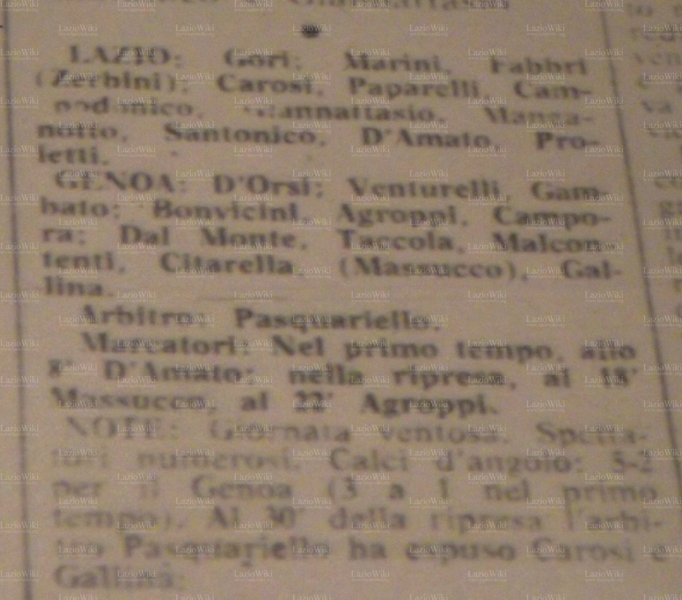 LAZIO: Gori; Marini, Fabbri
(Zerbini), Carosi, Paparelli, Cam-
podonico, Giannattasio, Manga-
notto, Santonico, D'Amato, Pro-
ietti.
GENOA: D'Orsi; Venturelli, Gam-
bato; Bonvicini, Agroppi, Campo-
ra; Dal Monte, Taccola, Malcon-
tenti, Citarella, (Massucco), Gal-
lina.
Arbitro: Pasquariello.
Marcatori: Nel primo tempo, allo
8' D'Amato; nella ripresa, al 18'
Massucco, al 22' Agroppi.
NOTE: Giornata ventosa. Spetta-
tori numerosi. Calci d'angolo: 5-2
per il Genoa (3 a 1 nel primo
tempo). Al 30' della ripresa l'arbi-
tro Pasquariello ha espuso Carosi e
Gallina.